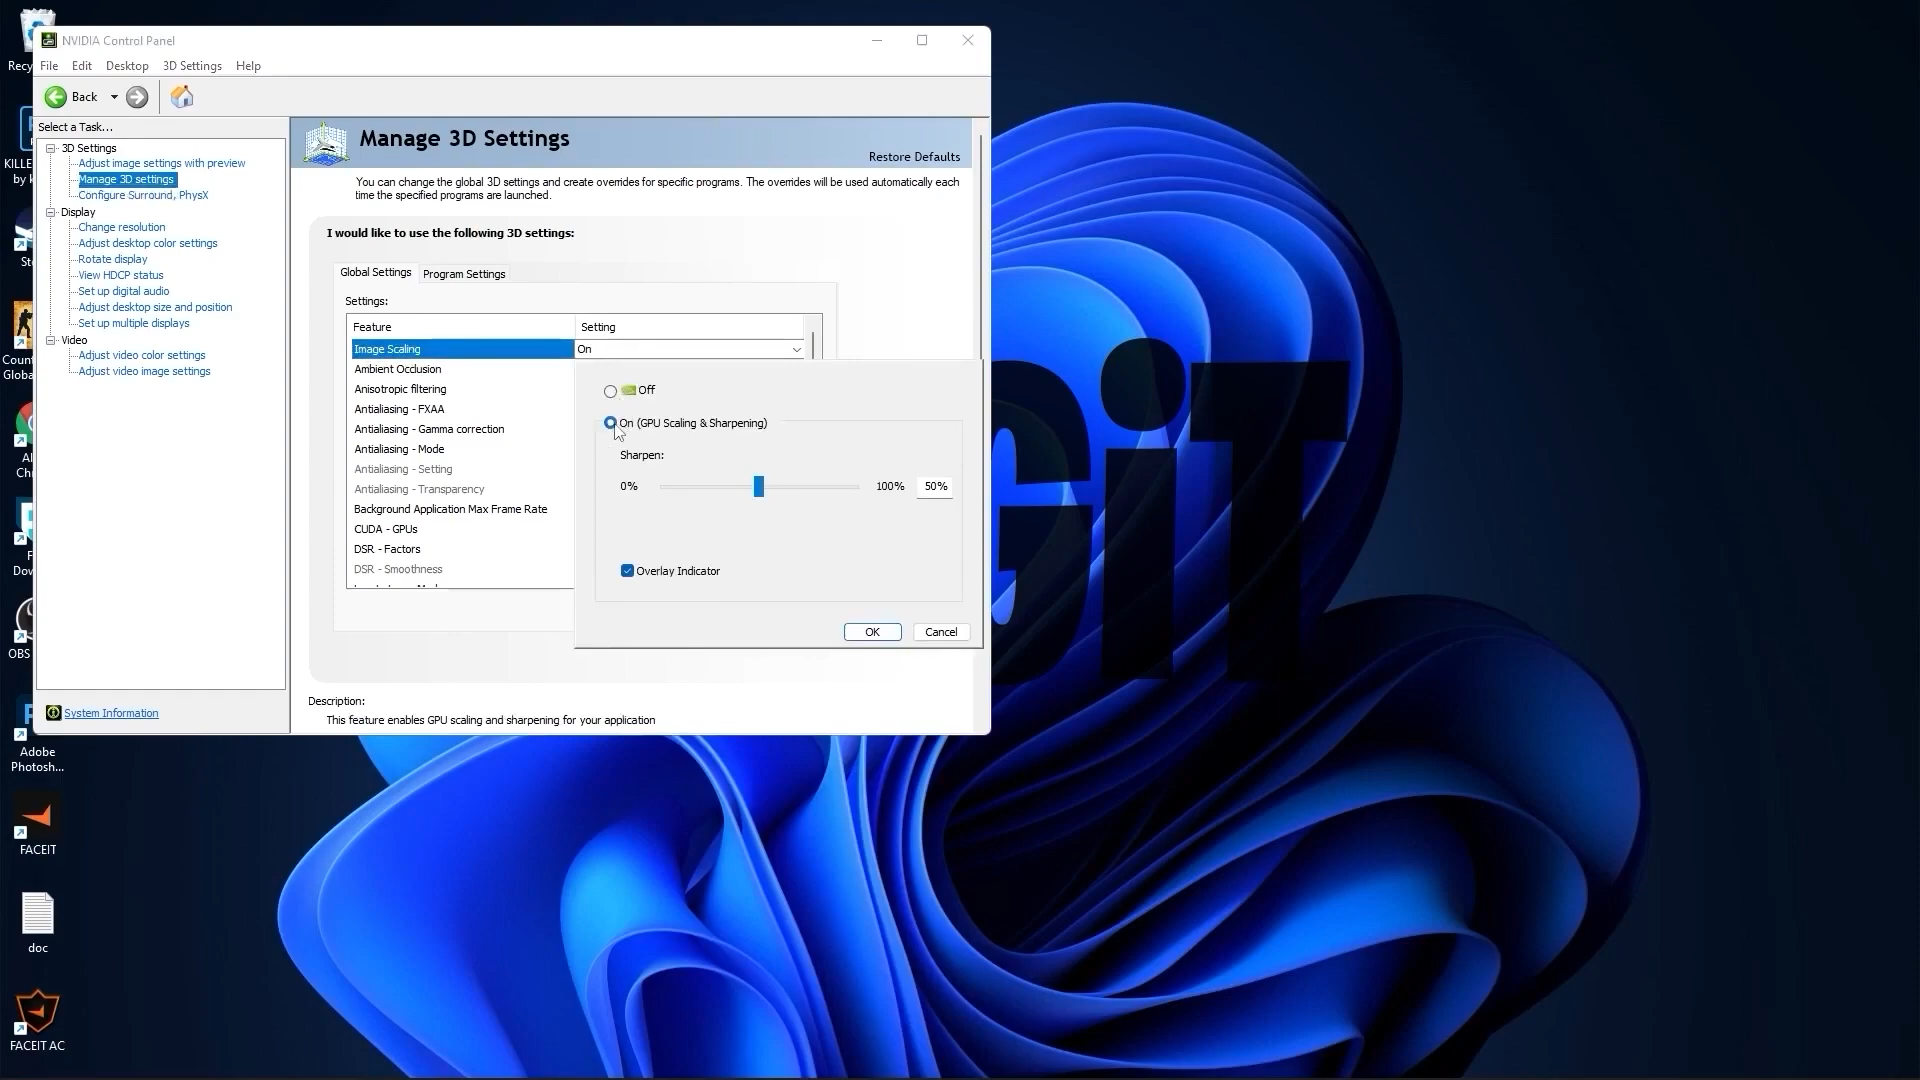 NVIDIA Control Panel
File Edit Desktop 3D Settings Help
Back
Select a Task...
3D Settings
Adjust image settings with preview
Manage 3D settings
Configure Surround, PhysX
Display
Change resolution
Adjust desktop color settings
Rotate display
View HDCP status
Set up digital audio
Adjust desktop size and position
Set up multiple displays
Video
Adjust video color settings
Adjust video image settings
System Information
Manage 3D Settings
Restore Defaults
You can change the global 3D settings and create overrides for specific programs. The overrides will be used automatically each
time the specified programs are launched.
I would like to use the following 3D settings:
Global Settings Program Settings
Settings:
Feature Setting
Image Scaling On
Ambient Occlusion
Anisotropic filtering
Antialiasing - FXAA
Antialiasing - Gamma correction
Antialiasing - Mode
Antialiasing - Setting
Antialiasing - Transparency
Background Application Max Frame Rate
CUDA - GPUs
DSR - Factors
DSR - Smoothness
Off
On (GPU Scaling & Sharpening)
Sharpen:
0% 100% 50%
Overlay Indicator
OK Cancel
Description:
This feature enables GPU scaling and sharpening for your application
Recy
KILLE
by k
St
Count
Global
Al
Ch
F
Dow
OBS
Adobe
Photosh...
FACEIT
doc
FACEIT AC
GiT